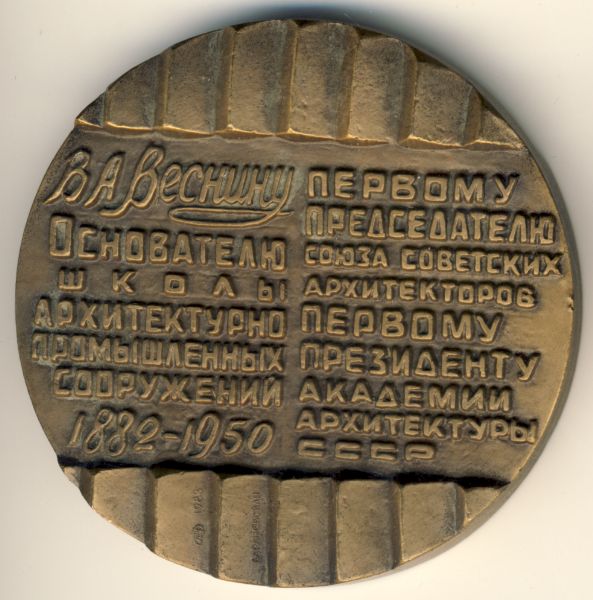 В А Веснину
Основателю
школы
архитектурно
промышленных
сооружений
1882-1950
первому
председателю
союза советских
архитекторов
первому
президенту
академии
архитектуры
СССР